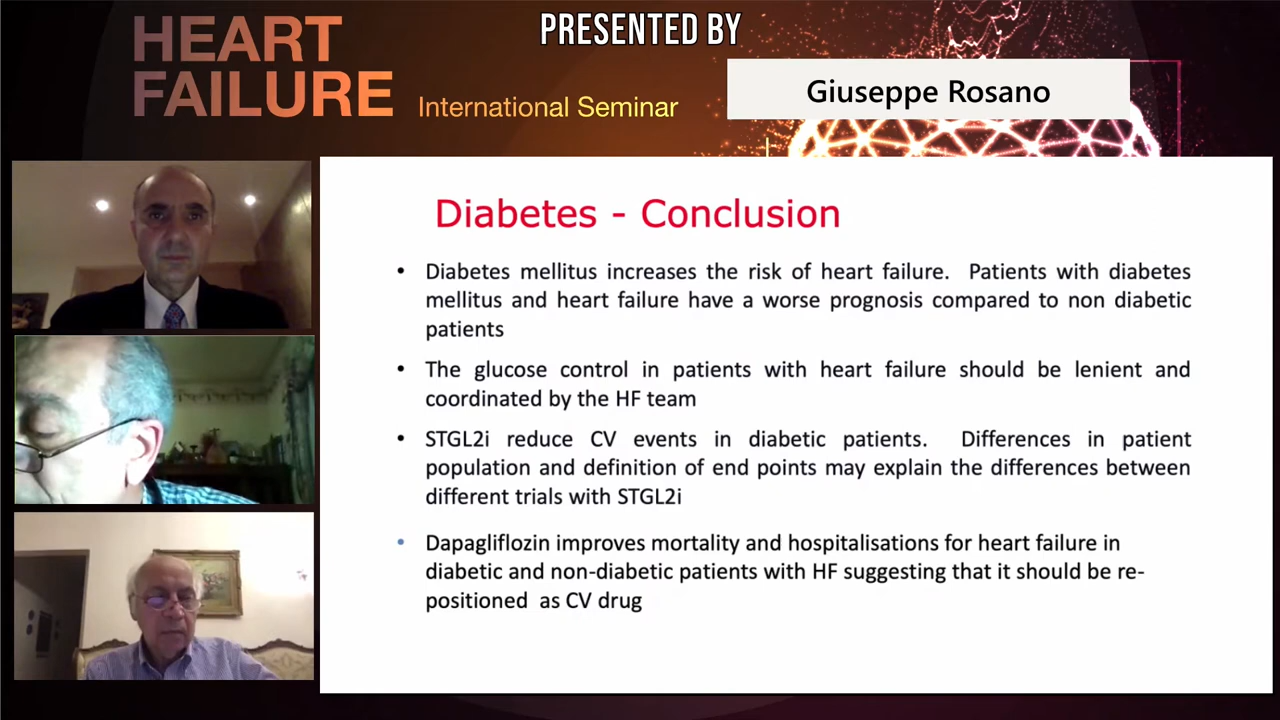 PRESENTED BY
HEART
FAILURE
International Seminar
Giuseppe Rosano
Diabetes - Conclusion
• Diabetes mellitus increases the risk of heart failure. Patients with diabetes
mellitus and heart failure have a worse prognosis compared to non diabetic
patients
• The glucose control in patients with heart failure should be lenient and
coordinated by the HF team
• STGL2i reduce CV events in diabetic patients. Differences in patient
population and definition of end points may explain the differences between
different trials with STGL2i
• Dapagliflozin improves mortality and hospitalisations for heart failure in
diabetic and non-diabetic patients with HF suggesting that it should be re-
positioned as CV drug